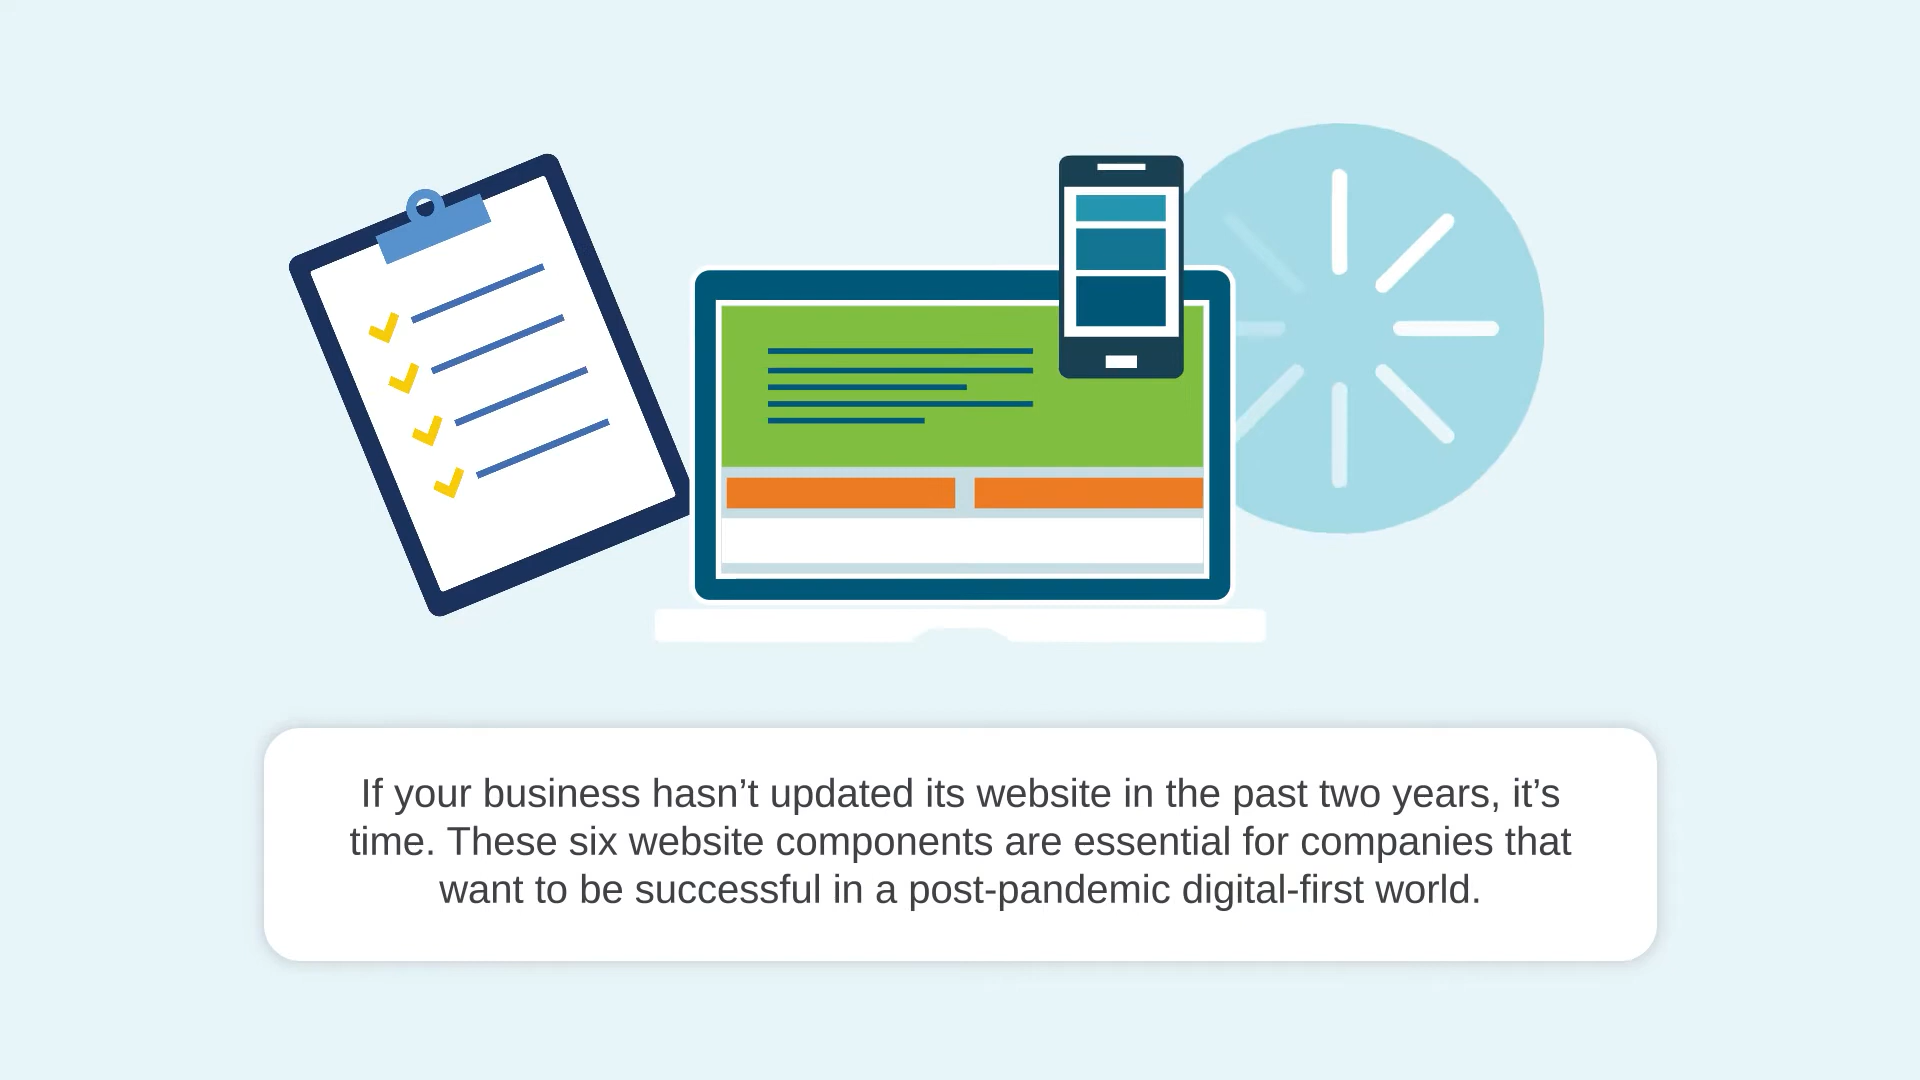 If your business hasn’t updated its website in the past two years, it’s
time. These six website components are essential for companies that
want to be successful in a post-pandemic digital-first world.